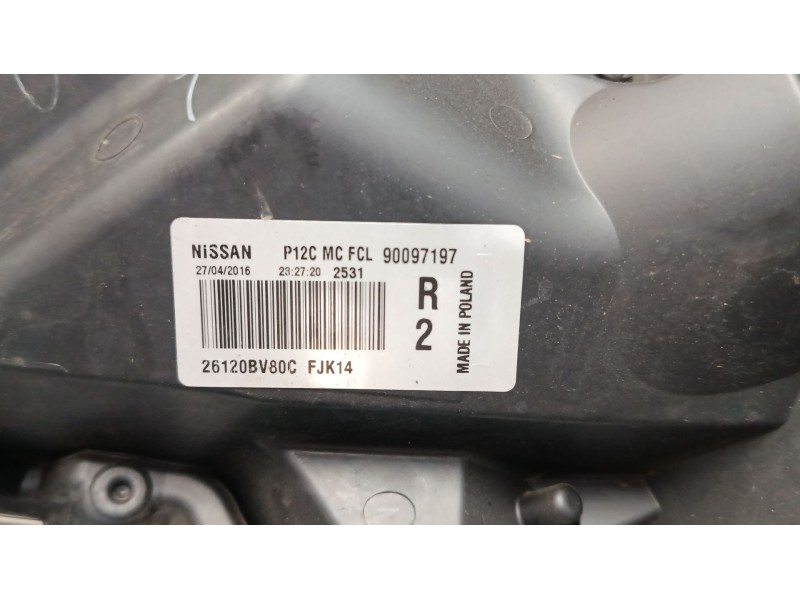 NiSSAN P12C MC FCL 90097197
27/04/2016 23:27:20 2531
R
2
MADE IN POLAND
26120BV80C FJK14